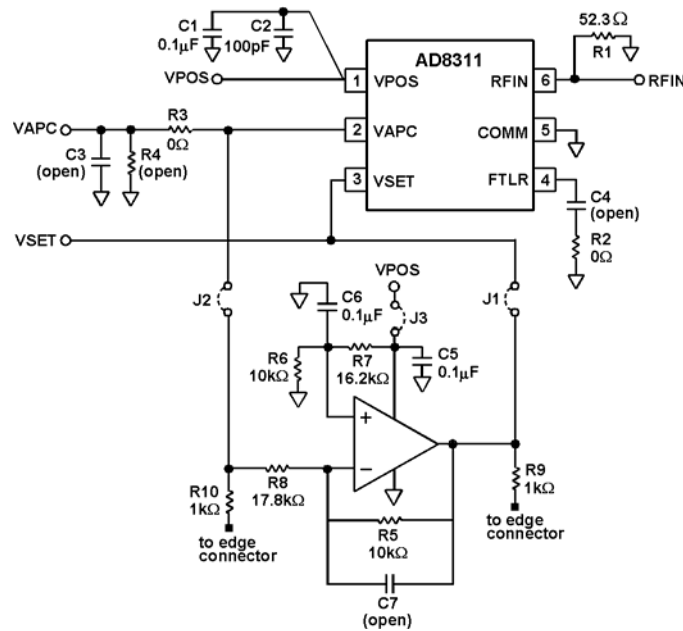 C1
0.1μF
C2
100pF
VPOS
1
VPOS
AD8311
RFIN
6
52.3 Ω
R1
RFIN
VAPC
R3
0Ω
2
VAPC
COMM
5
C3
(open)
R4
(open)
3
VSET
FTLR
4
C4
(open)
R2
0Ω
VSET
J2
C6
0.1μF
VPOS
J3
J1
R6
10kΩ
R7
16.2kΩ
C5
0.1μF
+
−
R10
1kΩ
to edge
connector
R8
17.8kΩ
R9
1kΩ
to edge
connector
R5
10kΩ
C7
(open)